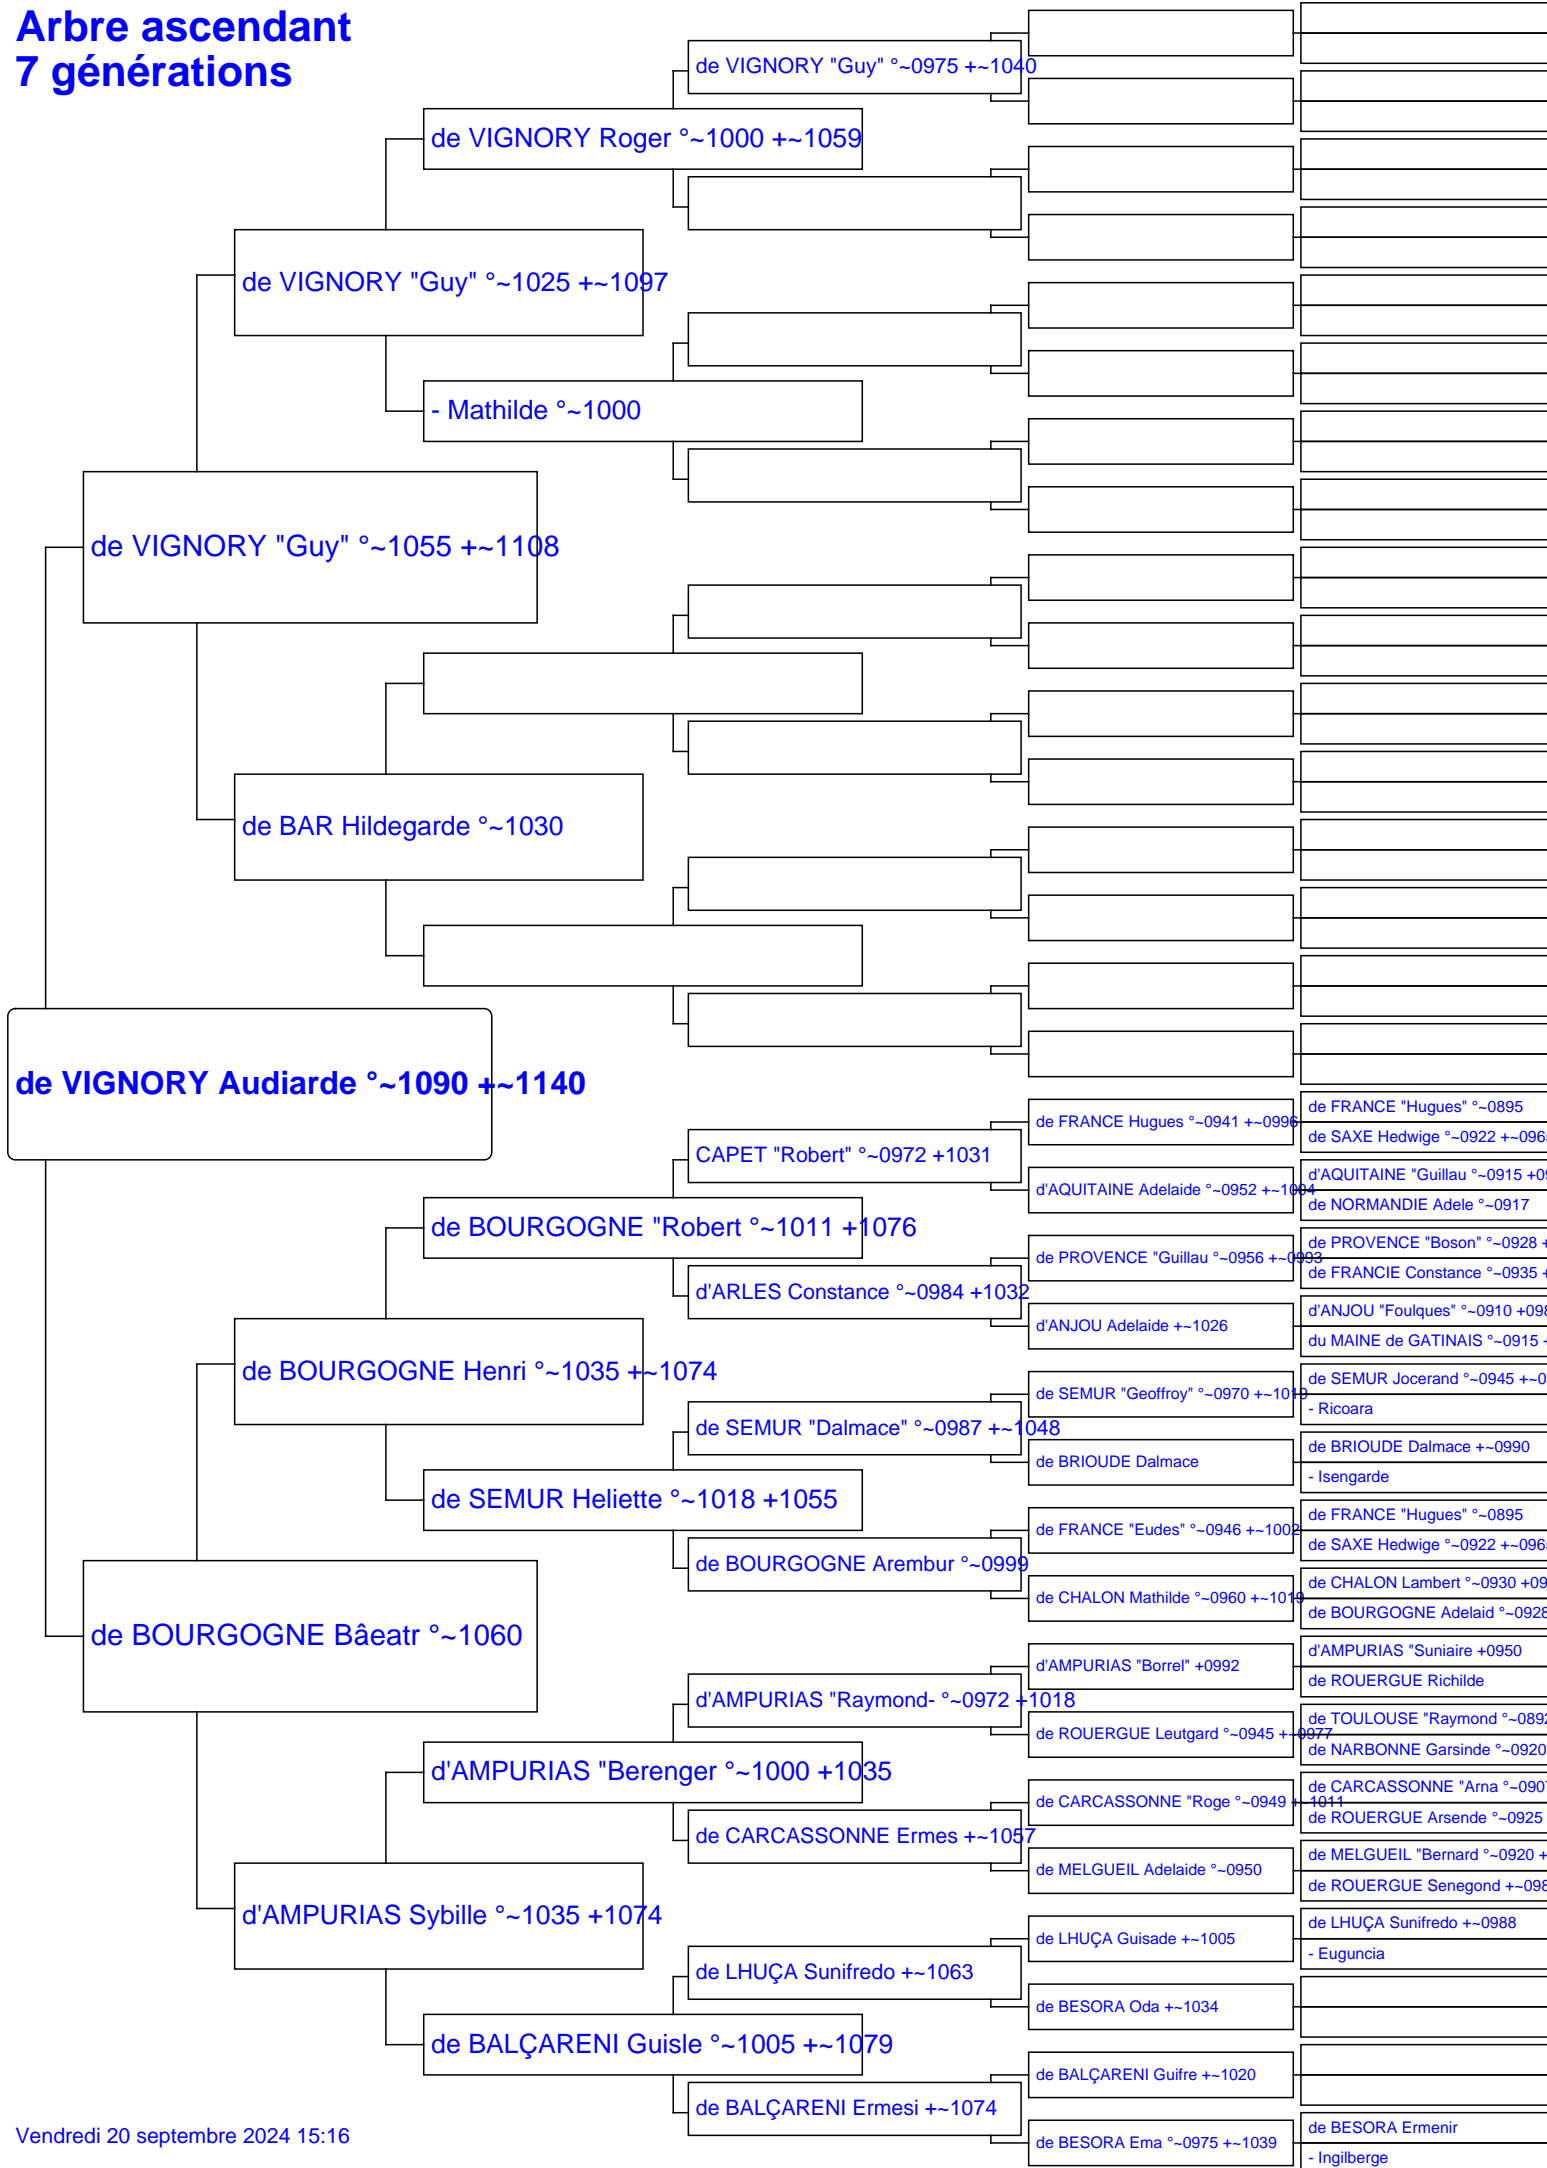 Arbre ascendant
7 générations
de VIGNORY "Guy" °~0975 +~1040
de VIGNORY Roger °~1000 +~1059
de VIGNORY "Guy" °~1025 +~1097
- Mathilde °~1000
de VIGNORY "Guy" °~1055 +~1108
de BAR Hildegarde °~1030
de VIGNORY Audiarde °~1090 +~1140
de FRANCE "Hugues" °~0895
de FRANCE Hugues °~0941 +~0996
de SAXE Hedwige °~0922 +~096
CAPET "Robert" °~0972 +1031
d'AQUITAINE "Guillau °~0915 +09
d'AQUITAINE Adelaide °~0952 +~1004
de NORMANDIE Adele °~0917
de BOURGOGNE "Robert °~1011 +1076
de PROVENCE "Boson" °~0928 +
de PROVENCE "Guillau °~0956 +~0993
de FRANCIE Constance °~0935 +
d'ARLES Constance °~0984 +1032
d'ANJOU "Foulques" °~0910 +098
d'ANJOU Adelaide +~1026
du MAINE de GATINAIS °~0915 +
de BOURGOGNE Henri °~1035 +~1074
de SEMUR Jocerand °~0945 +~0
de SEMUR "Geoffroy" °~0970 +~1019
- Ricoara
de SEMUR "Dalmace" °~0987 +~1048
de BRIOUDE Dalmace +~0990
de BRIOUDE Dalmace
- Isengarde
de SEMUR Heliette °~1018 +1055
de FRANCE "Hugues" °~0895
de FRANCE "Eudes" °~0946 +~1002
de SAXE Hedwige °~0922 +~096
de BOURGOGNE Arembur °~0999
de CHALON Lambert °~0930 +09
de CHALON Mathilde °~0960 +~1019
de BOURGOGNE Adelaid °~0928
de BOURGOGNE Bâeatr °~1060
d'AMPURIAS "Suniaire +0950
d'AMPURIAS "Borrel" +0992
de ROUERGUE Richilde
d'AMPURIAS "Raymond- °~0972 +1018
de TOULOUSE "Raymond °~0892
de ROUERGUE Leutgard °~0945 +~0977
de NARBONNE Garsinde °~0920
d'AMPURIAS "Berenger °~1000 +1035
de CARCASSONNE "Arna °~090
de CARCASSONNE "Roge °~0949 +~1011
de ROUERGUE Arsende °~0925
de CARCASSONNE Ermes +~1057
de MELGUEIL "Bernard °~0920 +
de MELGUEIL Adelaide °~0950
de ROUERGUE Senegond +~098
d'AMPURIAS Sybille °~1035 +1074
de LHUÇA Sunifredo +~0988
de LHUÇA Guisade +~1005
- Euguncia
de LHUÇA Sunifredo +~1063
de BESORA Oda +~1034
de BALÇARENI Guisle °~1005 +~1079
de BALÇARENI Guifre +~1020
de BALÇARENI Ermesi +~1074
de BESORA Ermenir
de BESORA Ema °~0975 +~1039
- Ingilberge
Vendredi 20 septembre 2024 15:16